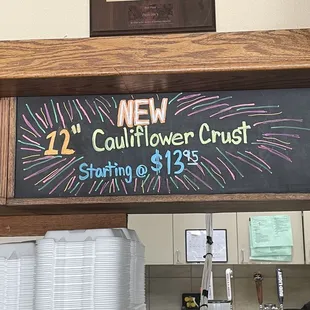 NEW
12" Cauliflower Crust
Starting @ $13.95